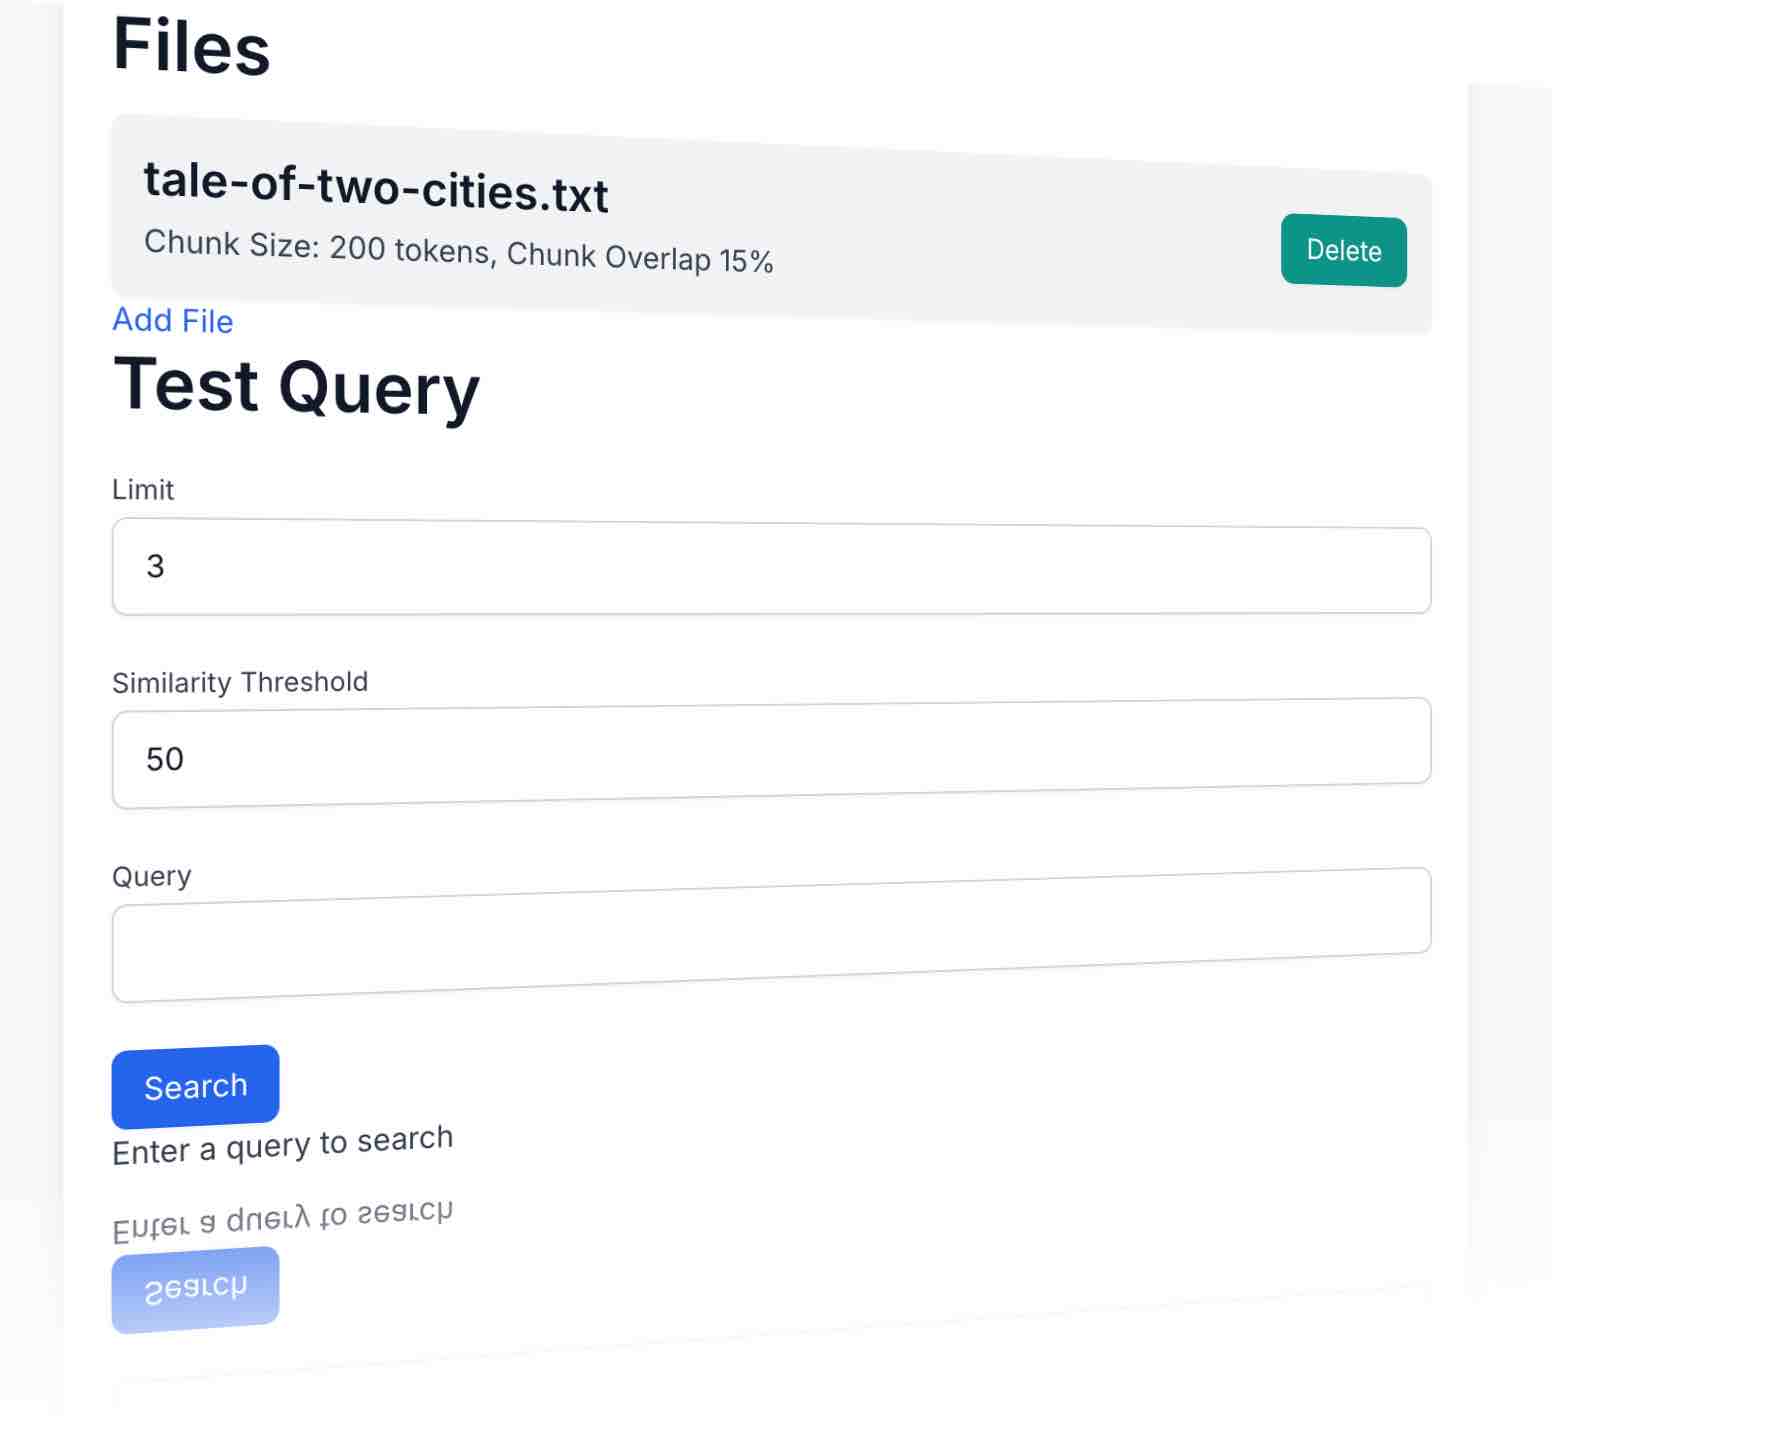 Files
tale-of-two-cities.txt
Chunk Size: 200 tokens, Chunk Overlap 15%
Delete
Add File
Test Query
Limit
3
Similarity Threshold
50
Query
Search
Enter a query to search
Enter a query to search
Search